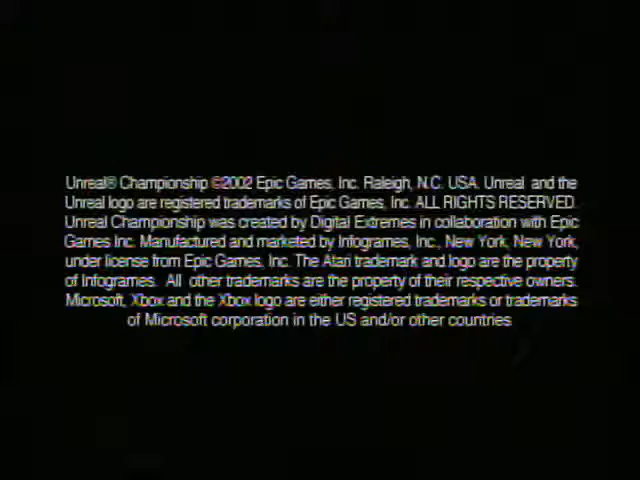 Unreal® Championship ©2002 Epic Games, Inc. Raleigh, N.C. USA. Unreal and the
Unreal logo are registered trademarks of Epic Games, Inc. ALL RIGHTS RESERVED.
Unreal Championship was created by Digital Extremes in collaboration with Epic
Games Inc. Manufactured and marketed by Infogrames, Inc., New York, New York,
under license from Epic Games, Inc. The Atari trademark and logo are the property
of Infogrames. All other trademarks are the property of their respective owners.
Microsoft, Xbox and the Xbox logo are either registered trademarks or trademarks
of Microsoft corporation in the US and/or other countries